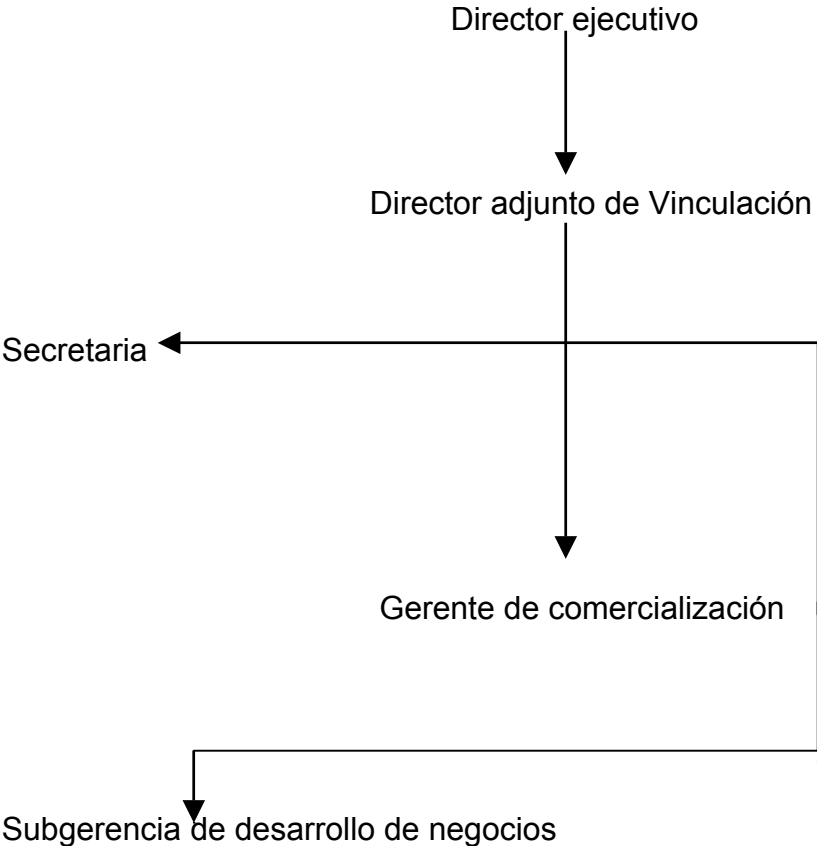 Director ejecutivo
Director adjunto de Vinculación
Secretaria
Gerente de comercialización
Subgerencia de desarrollo de negocios